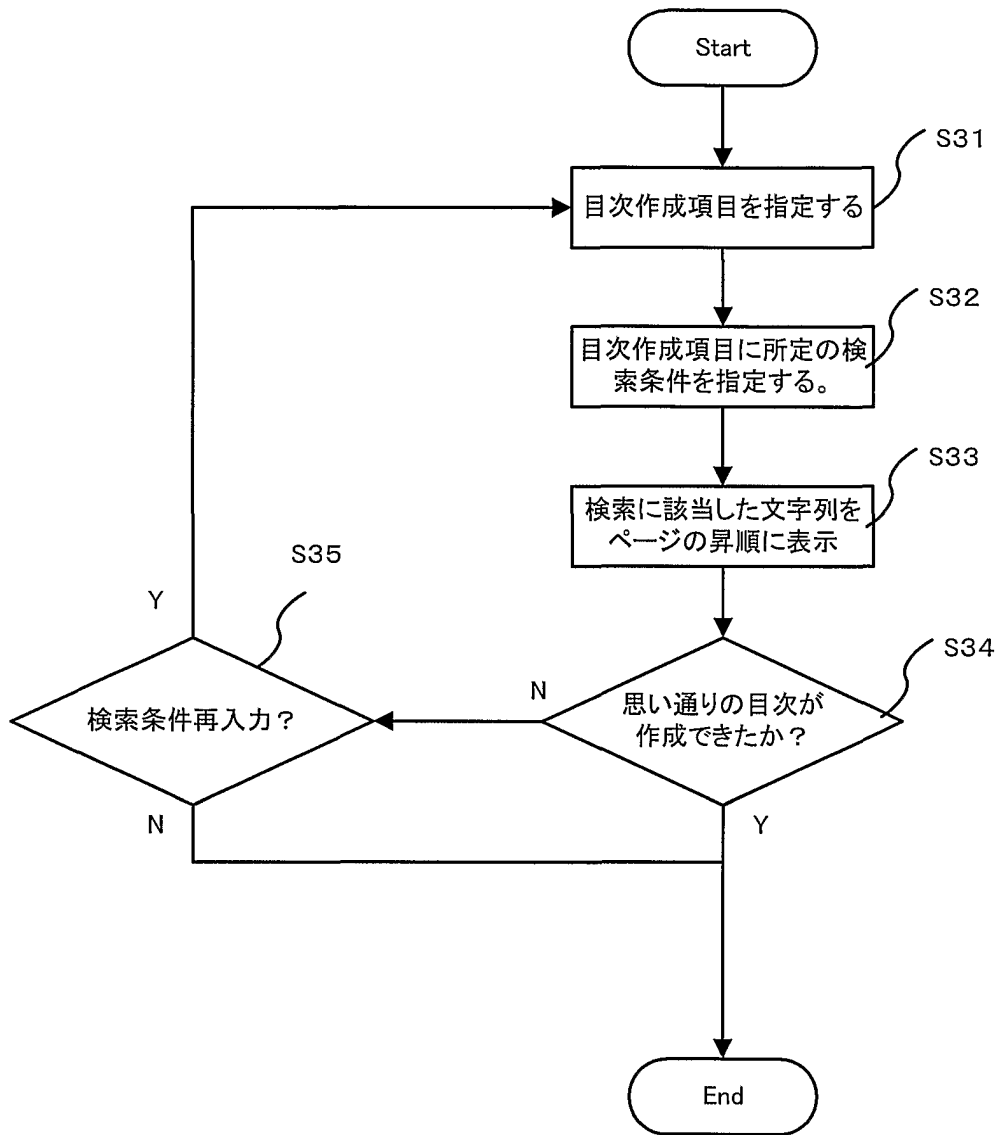 Start
S31
目次作成項目を指定する
S32
目次作成項目に所定の検
索条件を指定する。
S33
検索に該当した文字列を
ページの昇順に表示
S35
Y
S34
N
思い通りの目次が
作成できたか？
検索条件再入力？
N
Y
End